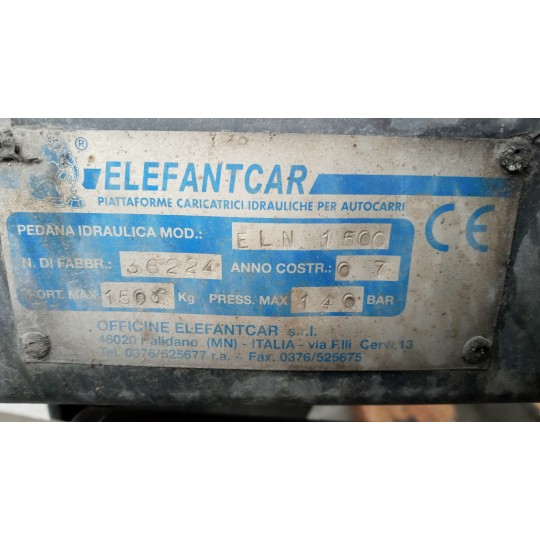 ®
ELEFANTCAR
PIATTAFORME CARICATRICI IDRAULICHE PER AUTOCARRI
CE
PEDANA IDRAULICA MOD.: ELN 1500
N. DI FABBR.: 36224 ANNO COSTR.: 07
PORT. MAX 1500 Kg PRESS. MAX 140 BAR
OFFICINE ELEFANTCAR s.r.l.
46020 Palidano (MN) - ITALIA - via F.lli Cervi, 13
Tel. 0376/525677 r.a. - Fax. 0376/525675